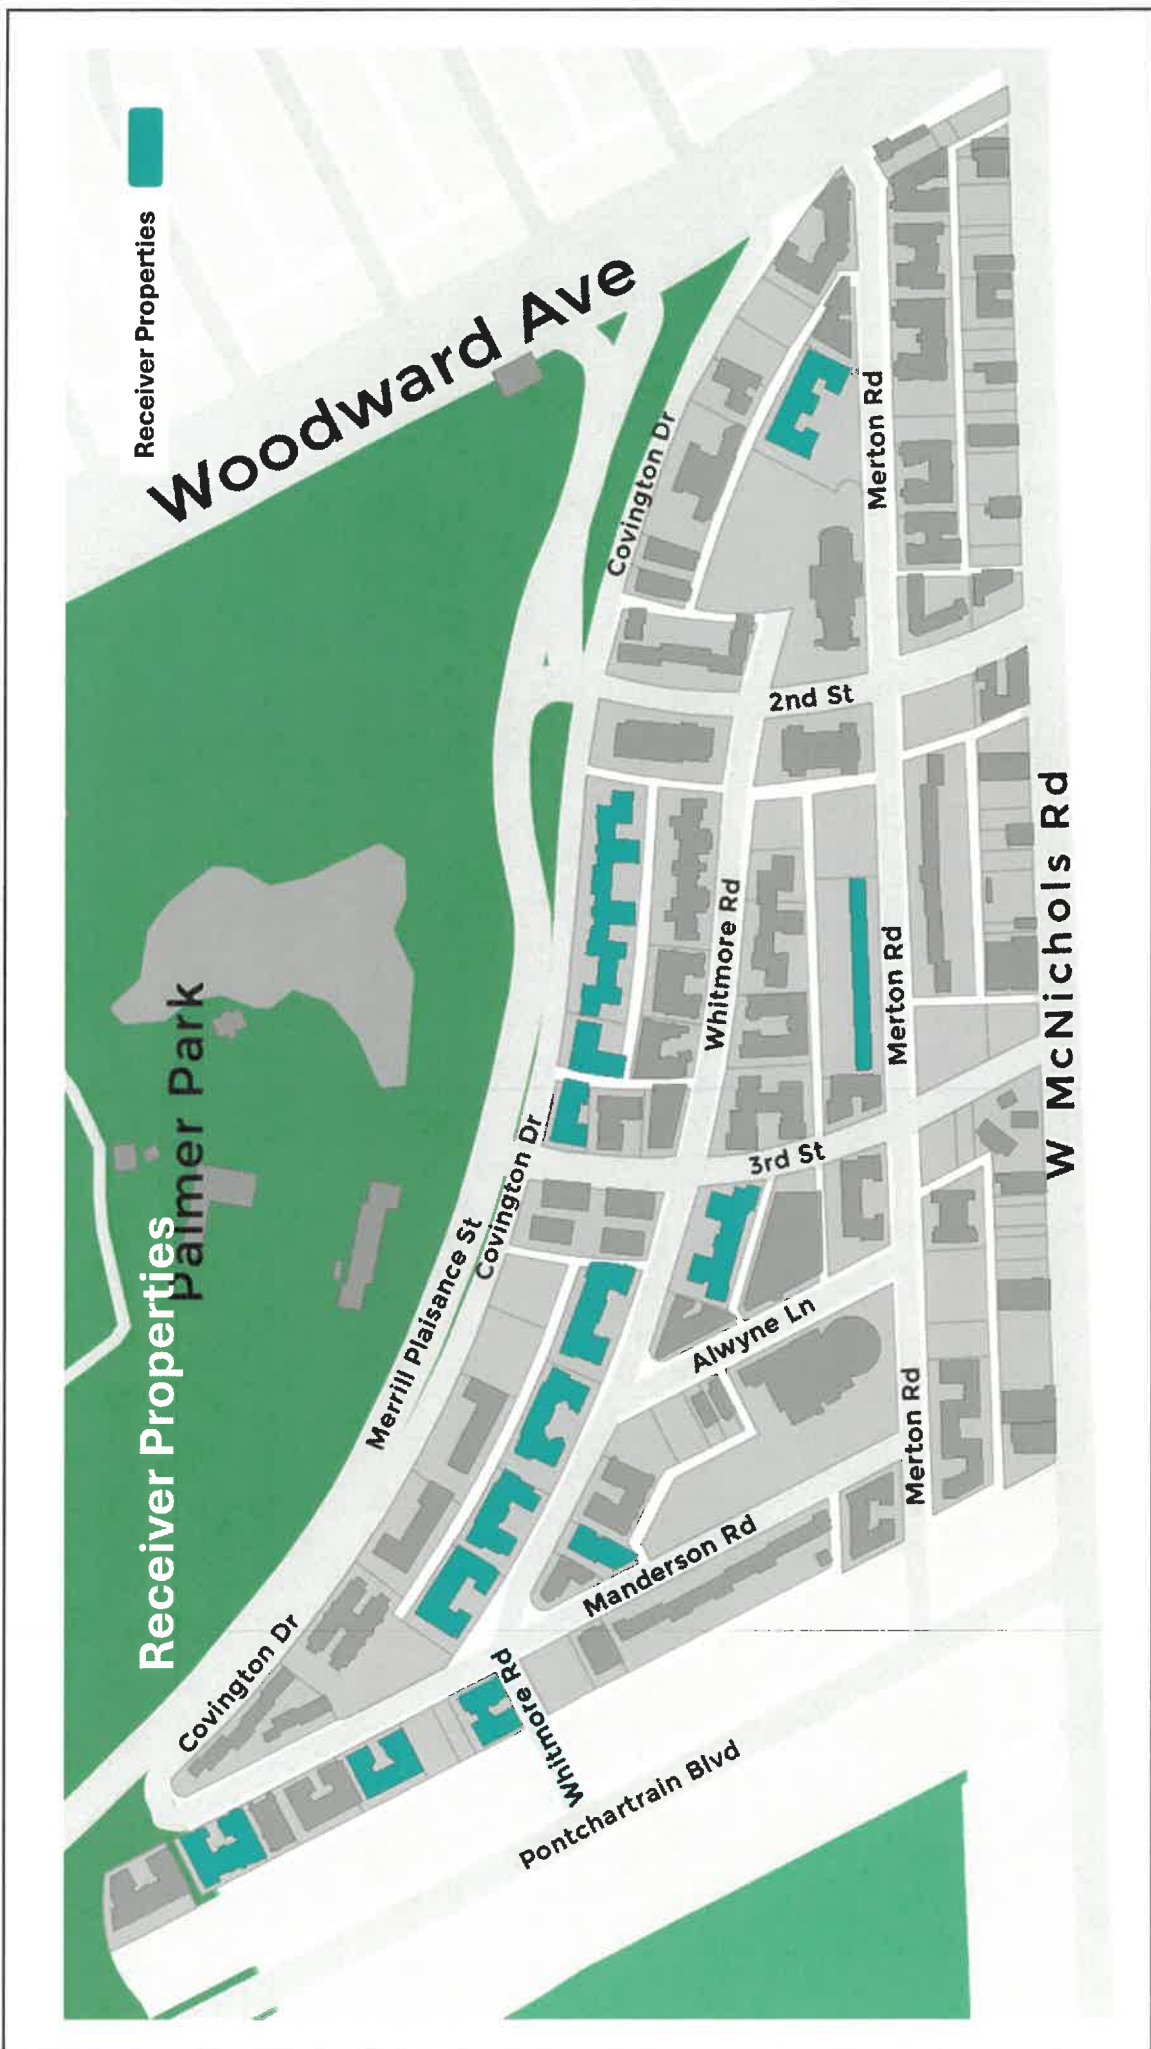 Receiver Properties
Receiver Properties
Palmer Park
Woodward Ave
Covington Dr
Merrill Plaisance St
Covington Dr
Covington Dr
Whitmore Rd
Whitmore Rd
Pontchartrain Blvd
Manderson Rd
Alwyne Ln
3rd St
2nd St
Merton Rd
Merton Rd
Merton Rd
W McNichols Rd